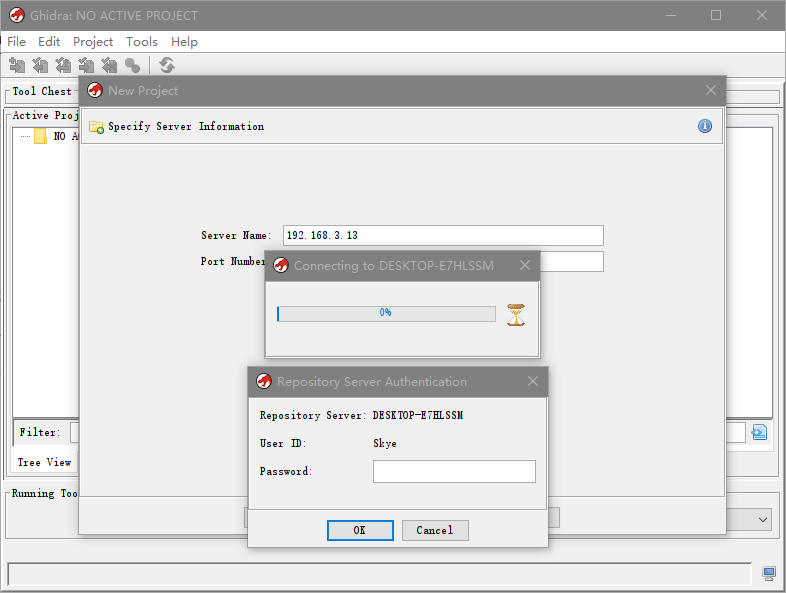 Ghidra: NO ACTIVE PROJECT
File Edit Project Tools Help
Tool Chest
New Project
Active Proj
Specify Server Information
NO A
Server Name: 192.168.3.13
Port Number
Connecting to DESKTOP-E7HLSSM
0%
Repository Server Authentication
Repository Server: DESKTOP-E7HLSSM
User ID: Skye
Password:
Filter:
Tree View
Running Too
OK Cancel